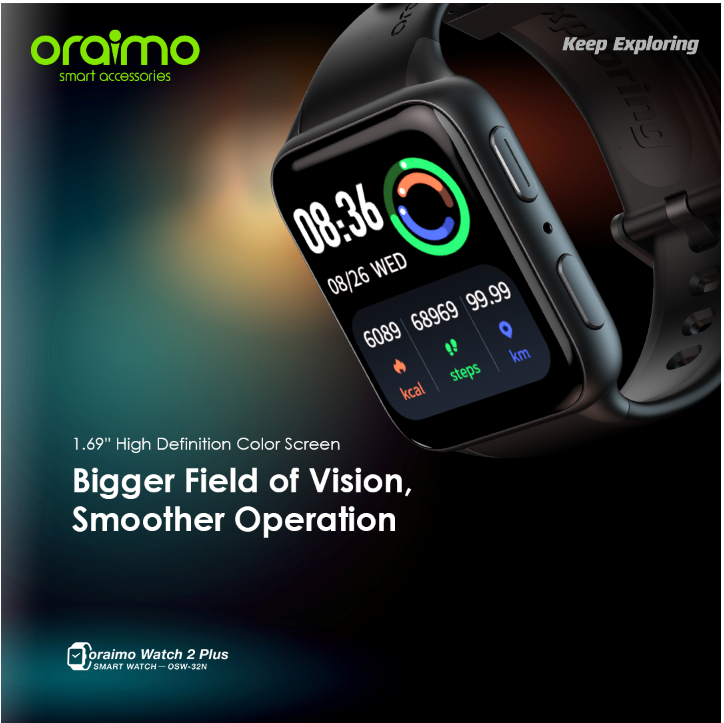 oraimo
smart accessories
Keep Exploring
08:36
08/26 WED
6089 68969 99.99
kcal steps km
1.69" High Definition Color Screen
Bigger Field of Vision,
Smoother Operation
oraimo Watch 2 Plus
SMART WATCH — OSW-32N